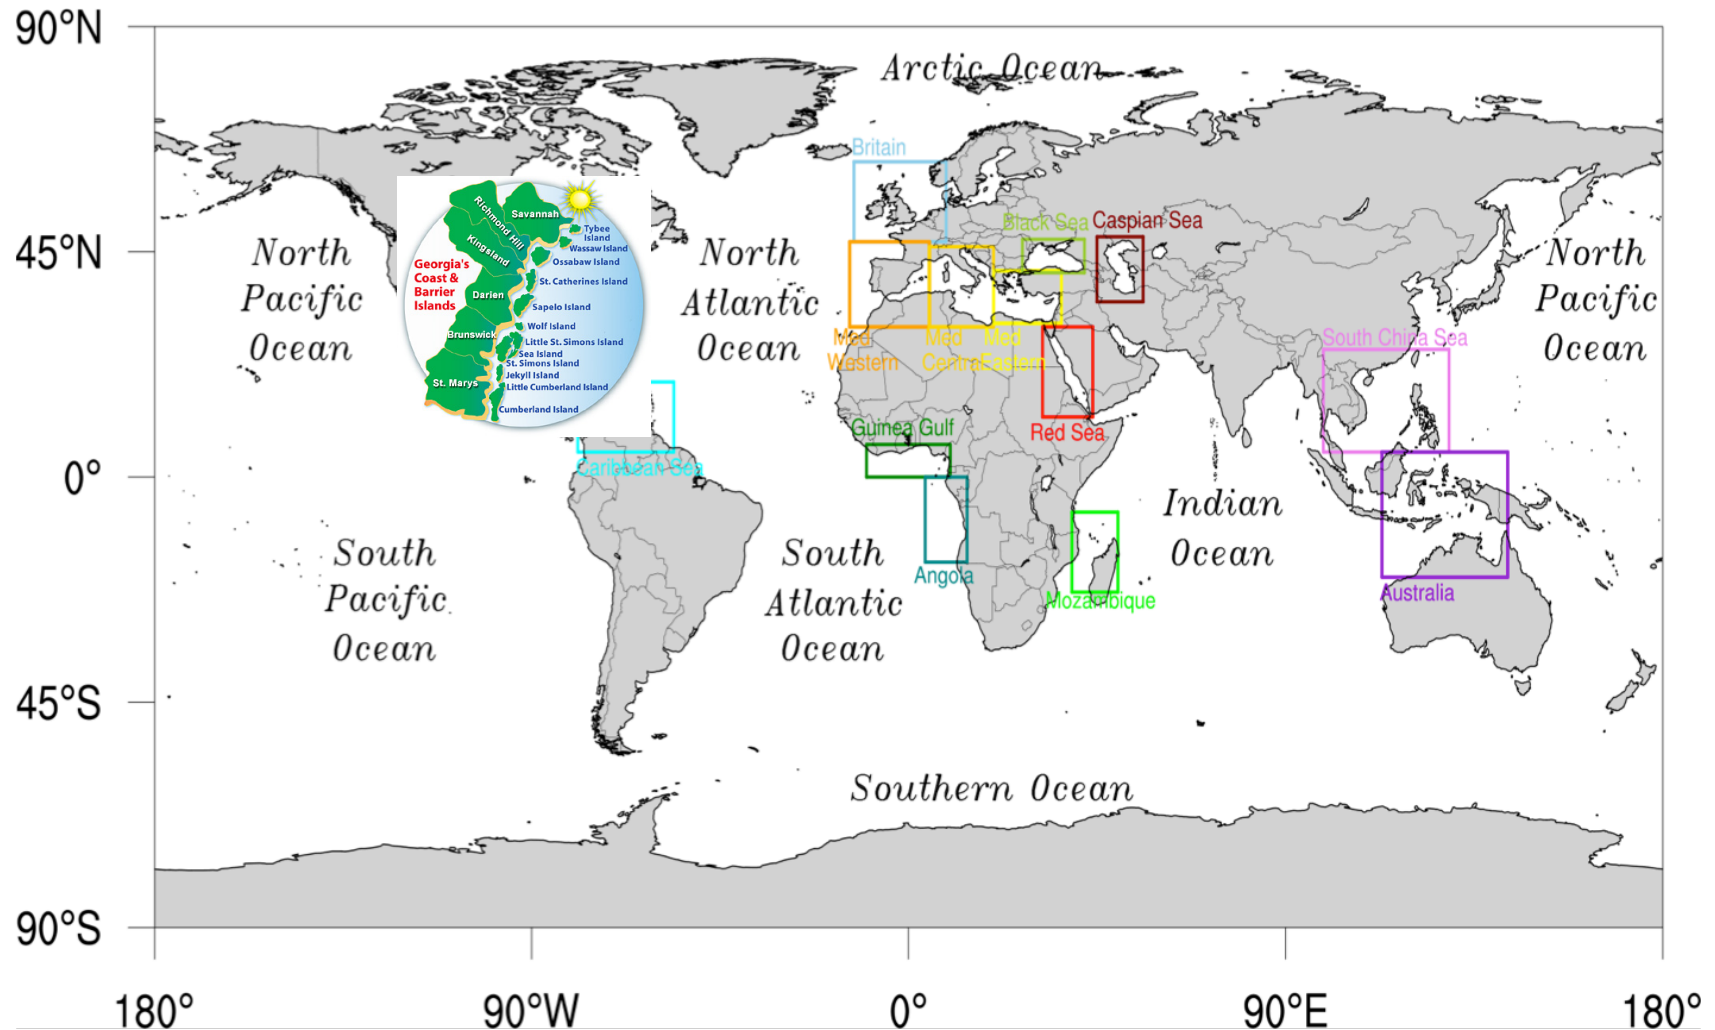 90°N
Arctic Ocean
Britain
Black Sea
Caspian Sea
45°N
North
Pacific
Ocean
North
Atlantic
Ocean
North
Pacific
Ocean
Richmond Hill
Savannah
Kingsland
Tybee
Island
Wassaw Island
Ossabaw Island
Georgia's
Coast &
Barrier
Islands
St. Catherines Island
Darien
Sapelo Island
Wolf Island
Brunswick
Little St. Simons Island
Sea Island
St. Simons Island
Jekyll Island
St. Marys
Little Cumberland Island
Cumberland Island
Med
Western
Med
Central
Med
Eastern
South China Sea
Guinea Gulf
Red Sea
Caribbean Sea
0°
Indian
Ocean
South
Pacific
Ocean
South
Atlantic
Ocean
Angola
Mozambique
Australia
45°S
Southern Ocean
90°S
180°
90°W
0°
90°E
180°